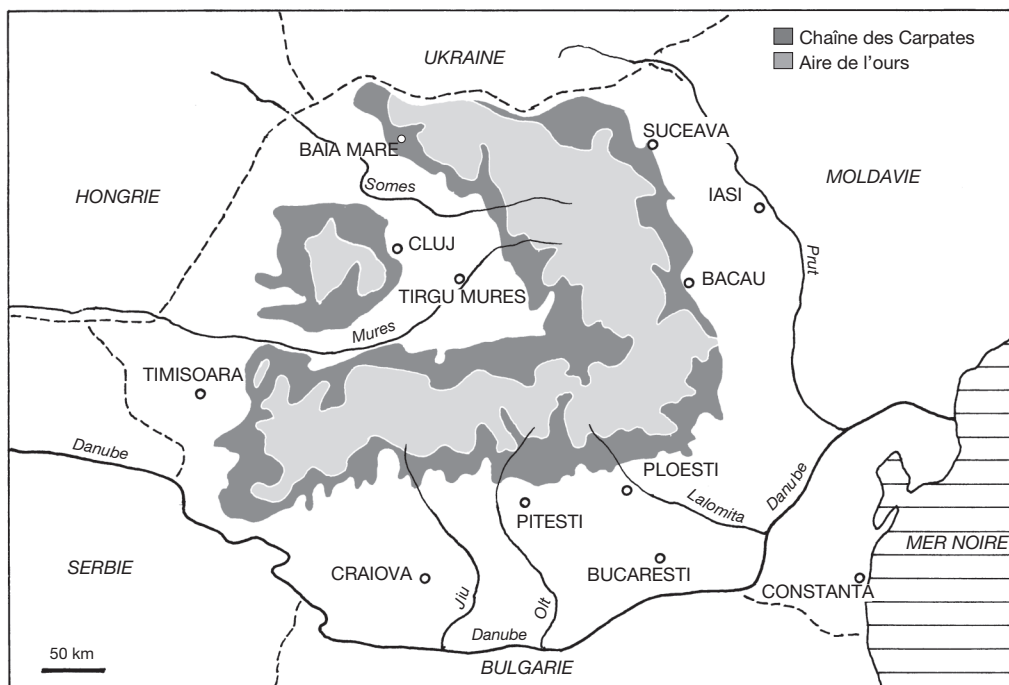 Chaîne des Carpates
Aire de l'ours
UKRAINE
SUCEAVA
BAIA MARE
MOLDAVIE
Somes
HONGRIE
IASI
CLUJ
Prut
BACAU
TIRGU MURES
Mures
TIMISOARA
Danube
PLOESTI
Danube
Lalomita
PITESTI
MER NOIRE
SERBIE
BUCARESTI
CRAIOVA
CONSTANTA
Jiu
Olt
Danube
50 km
BULGARIE